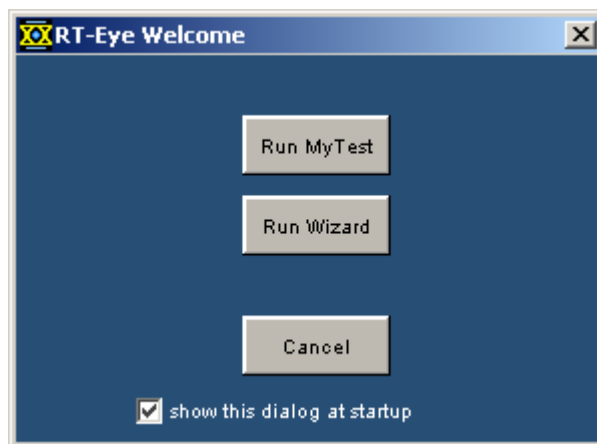 RT-Eye Welcome
Run MyTest
Run Wizard
Cancel
show this dialog at startup